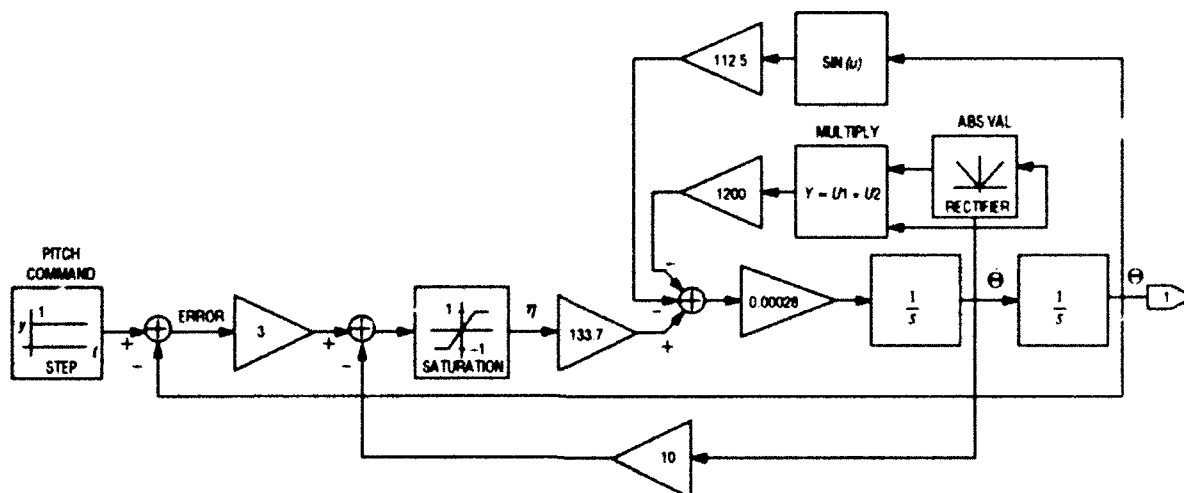 112.5
SIN (u)
ABS VAL
MULTIPLY
1200
Y = U1 * U2
RECTIFIER
PITCH
COMMAND
1
y
t
STEP
+
-
ERROR
3
+
-
1
-1
SATURATION
η
133.7
-
-
+
0.00028
1
s
Θ̇
1
s
Θ
1
10